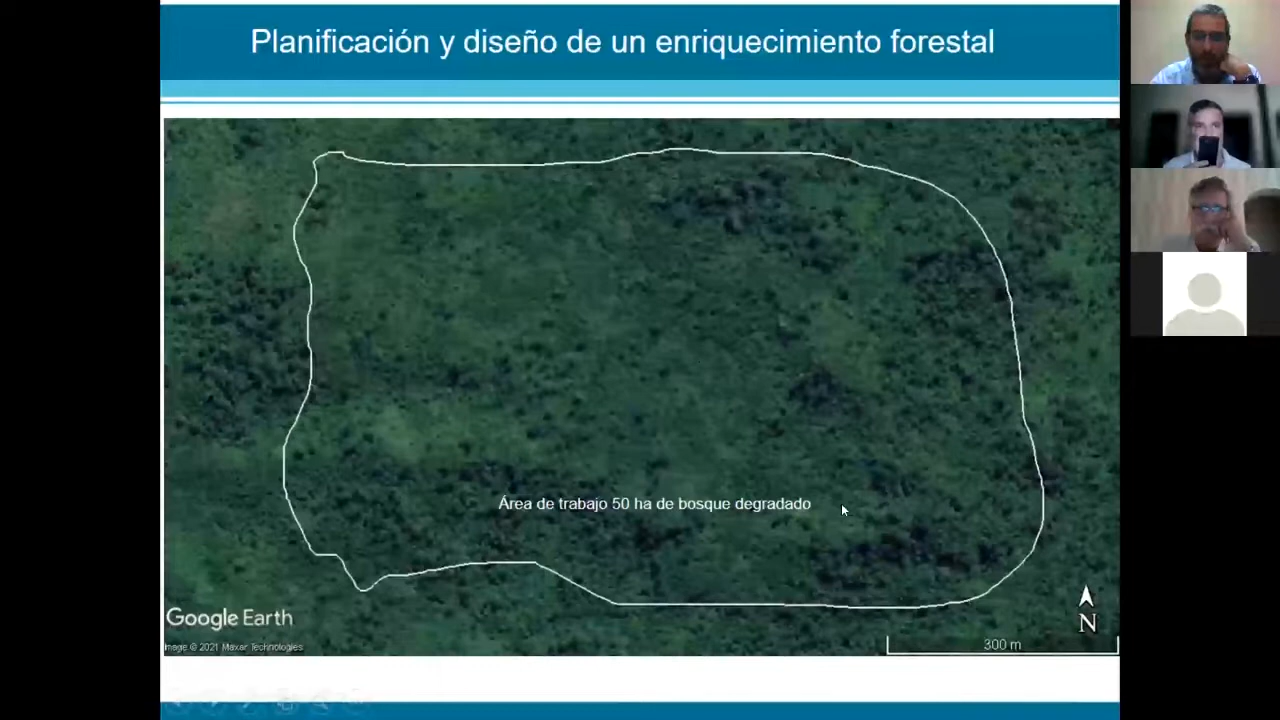 Planificación y diseño de un enriquecimiento forestal
Área de trabajo 50 ha de bosque degradado
Google Earth
Image © 2021 Maxar Technologies
N
300 m